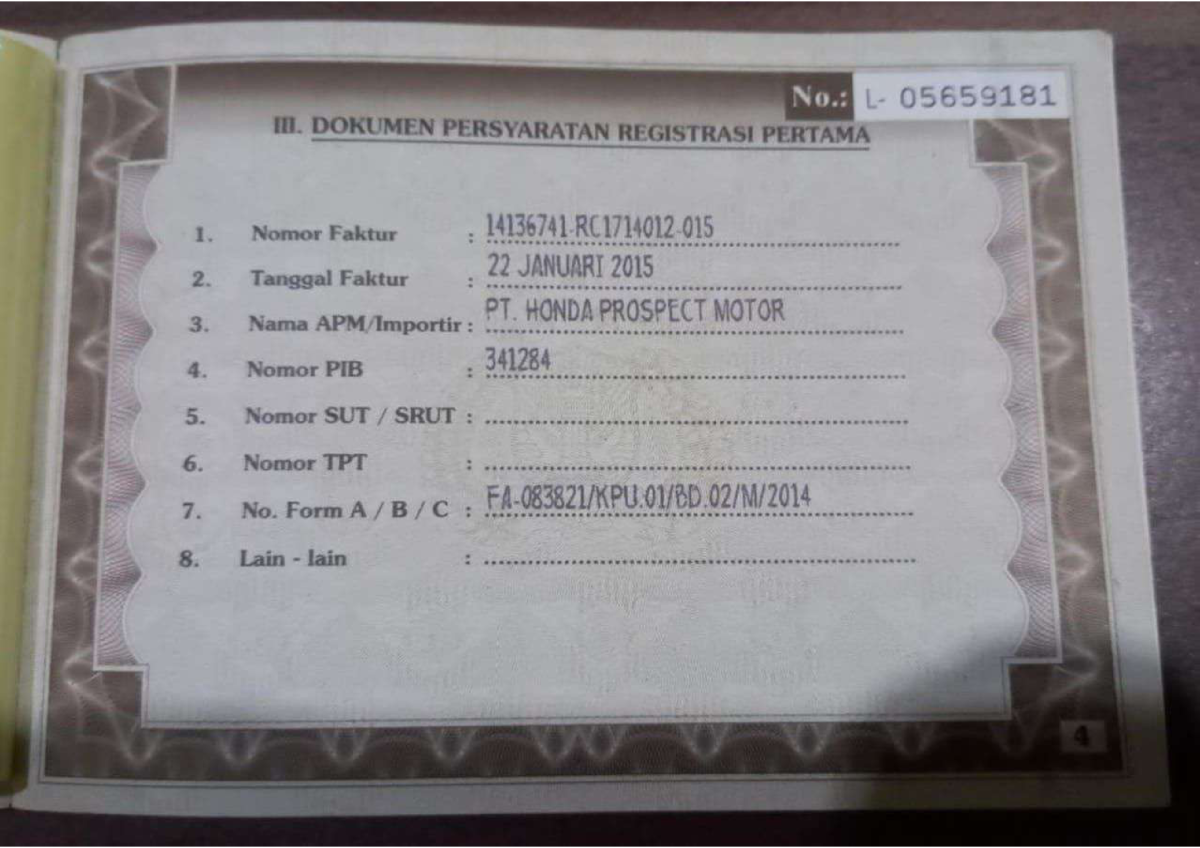 No.: L- 05659181
III. DOKUMEN PERSYARATAN REGISTRASI PERTAMA
1. Nomor Faktur : 14136741-RC1714012-015
2. Tanggal Faktur : 22 JANUARI 2015
3. Nama APM/Importir : PT. HONDA PROSPECT MOTOR
4. Nomor PIB : 341284
5. Nomor SUT / SRUT :
6. Nomor TPT :
7. No. Form A / B / C : FA-083821/KPU.01/BD.02/M/2014
8. Lain - lain :
4